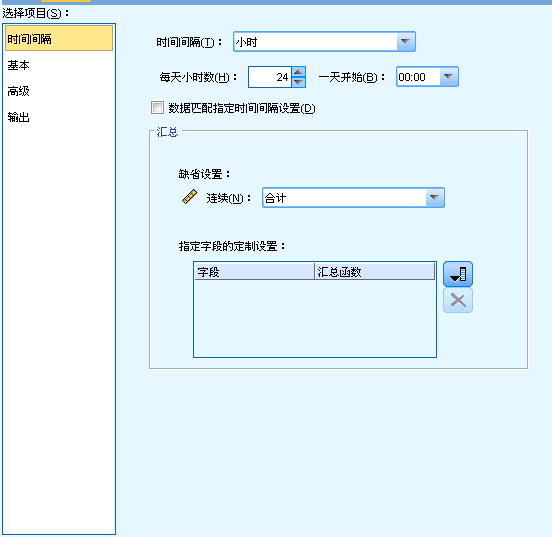 选择项目(S)：
时间间隔
基本
高级
输出
时间间隔(T)： 小时
每天小时数(H)： 24 一天开始(B)： 00:00
数据匹配指定时间间隔设置(D)
汇总
缺省设置：
连续(N)： 合计
指定字段的定制设置：
字段 汇总函数